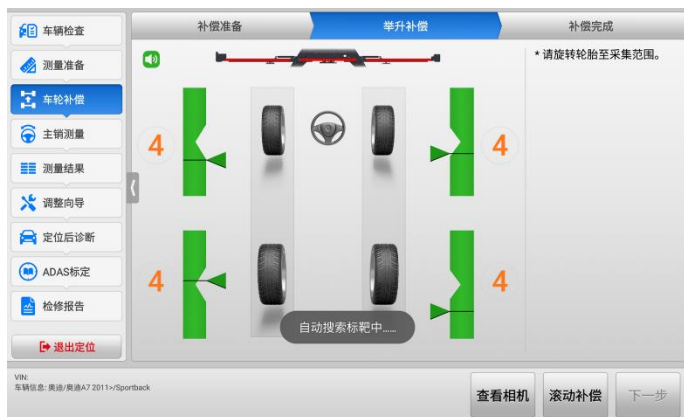 车辆检查
测量准备
车轮补偿
主销测量
测量结果
调整向导
定位后诊断
ADAS标定
检修报告
退出定位
补偿准备
举升补偿
补偿完成
* 请旋转轮胎至采集范围。
4
4
4
4
自动搜索标靶中......
VIN:
车辆信息: 奥迪/奥迪A7 2011>/Sportback
查看相机
滚动补偿
下一步